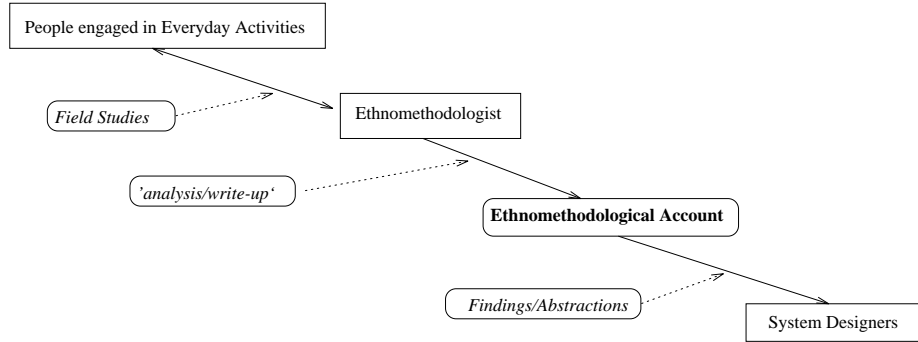 People engaged in Everyday Activities
Field Studies
Ethnomethodologist
’analysis/write-up‘
Ethnomethodological Account
Findings/Abstractions
System Designers